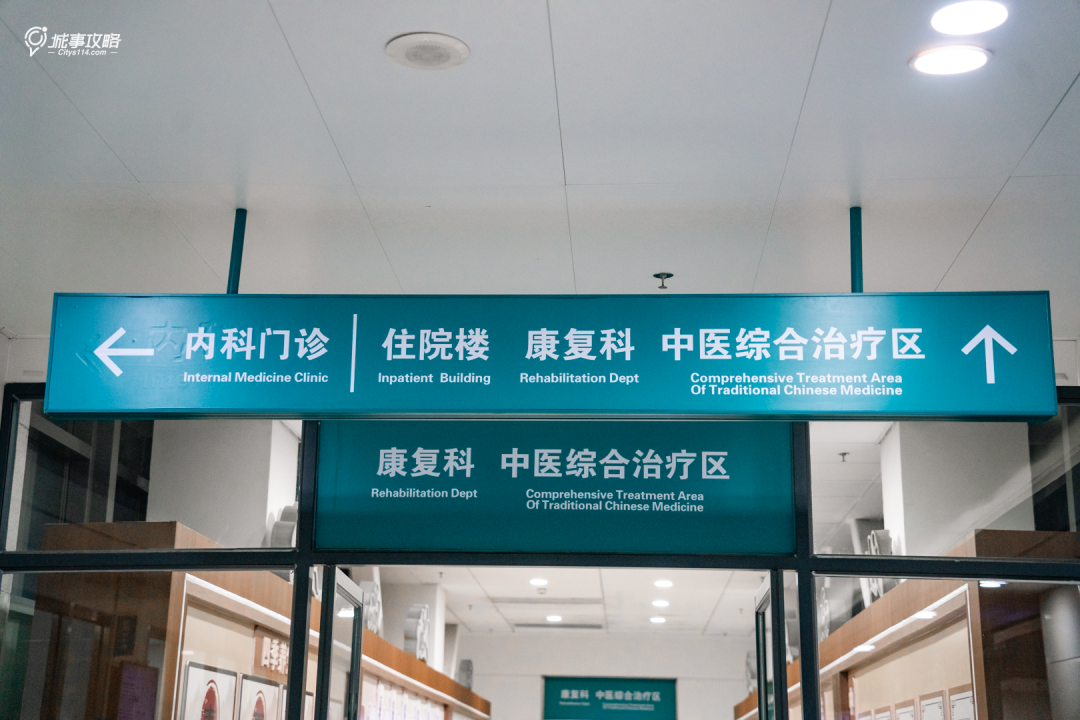 城事攻略
Citys114.com
内科门诊 住院楼 康复科 中医综合治疗区
Internal Medicine Clinic Inpatient Building Rehabilitation Dept Comprehensive Treatment Area
Of Traditional Chinese Medicine
康复科 中医综合治疗区
Rehabilitation Dept Comprehensive Treatment Area
Of Traditional Chinese Medicine
康复科 中医综合治疗区